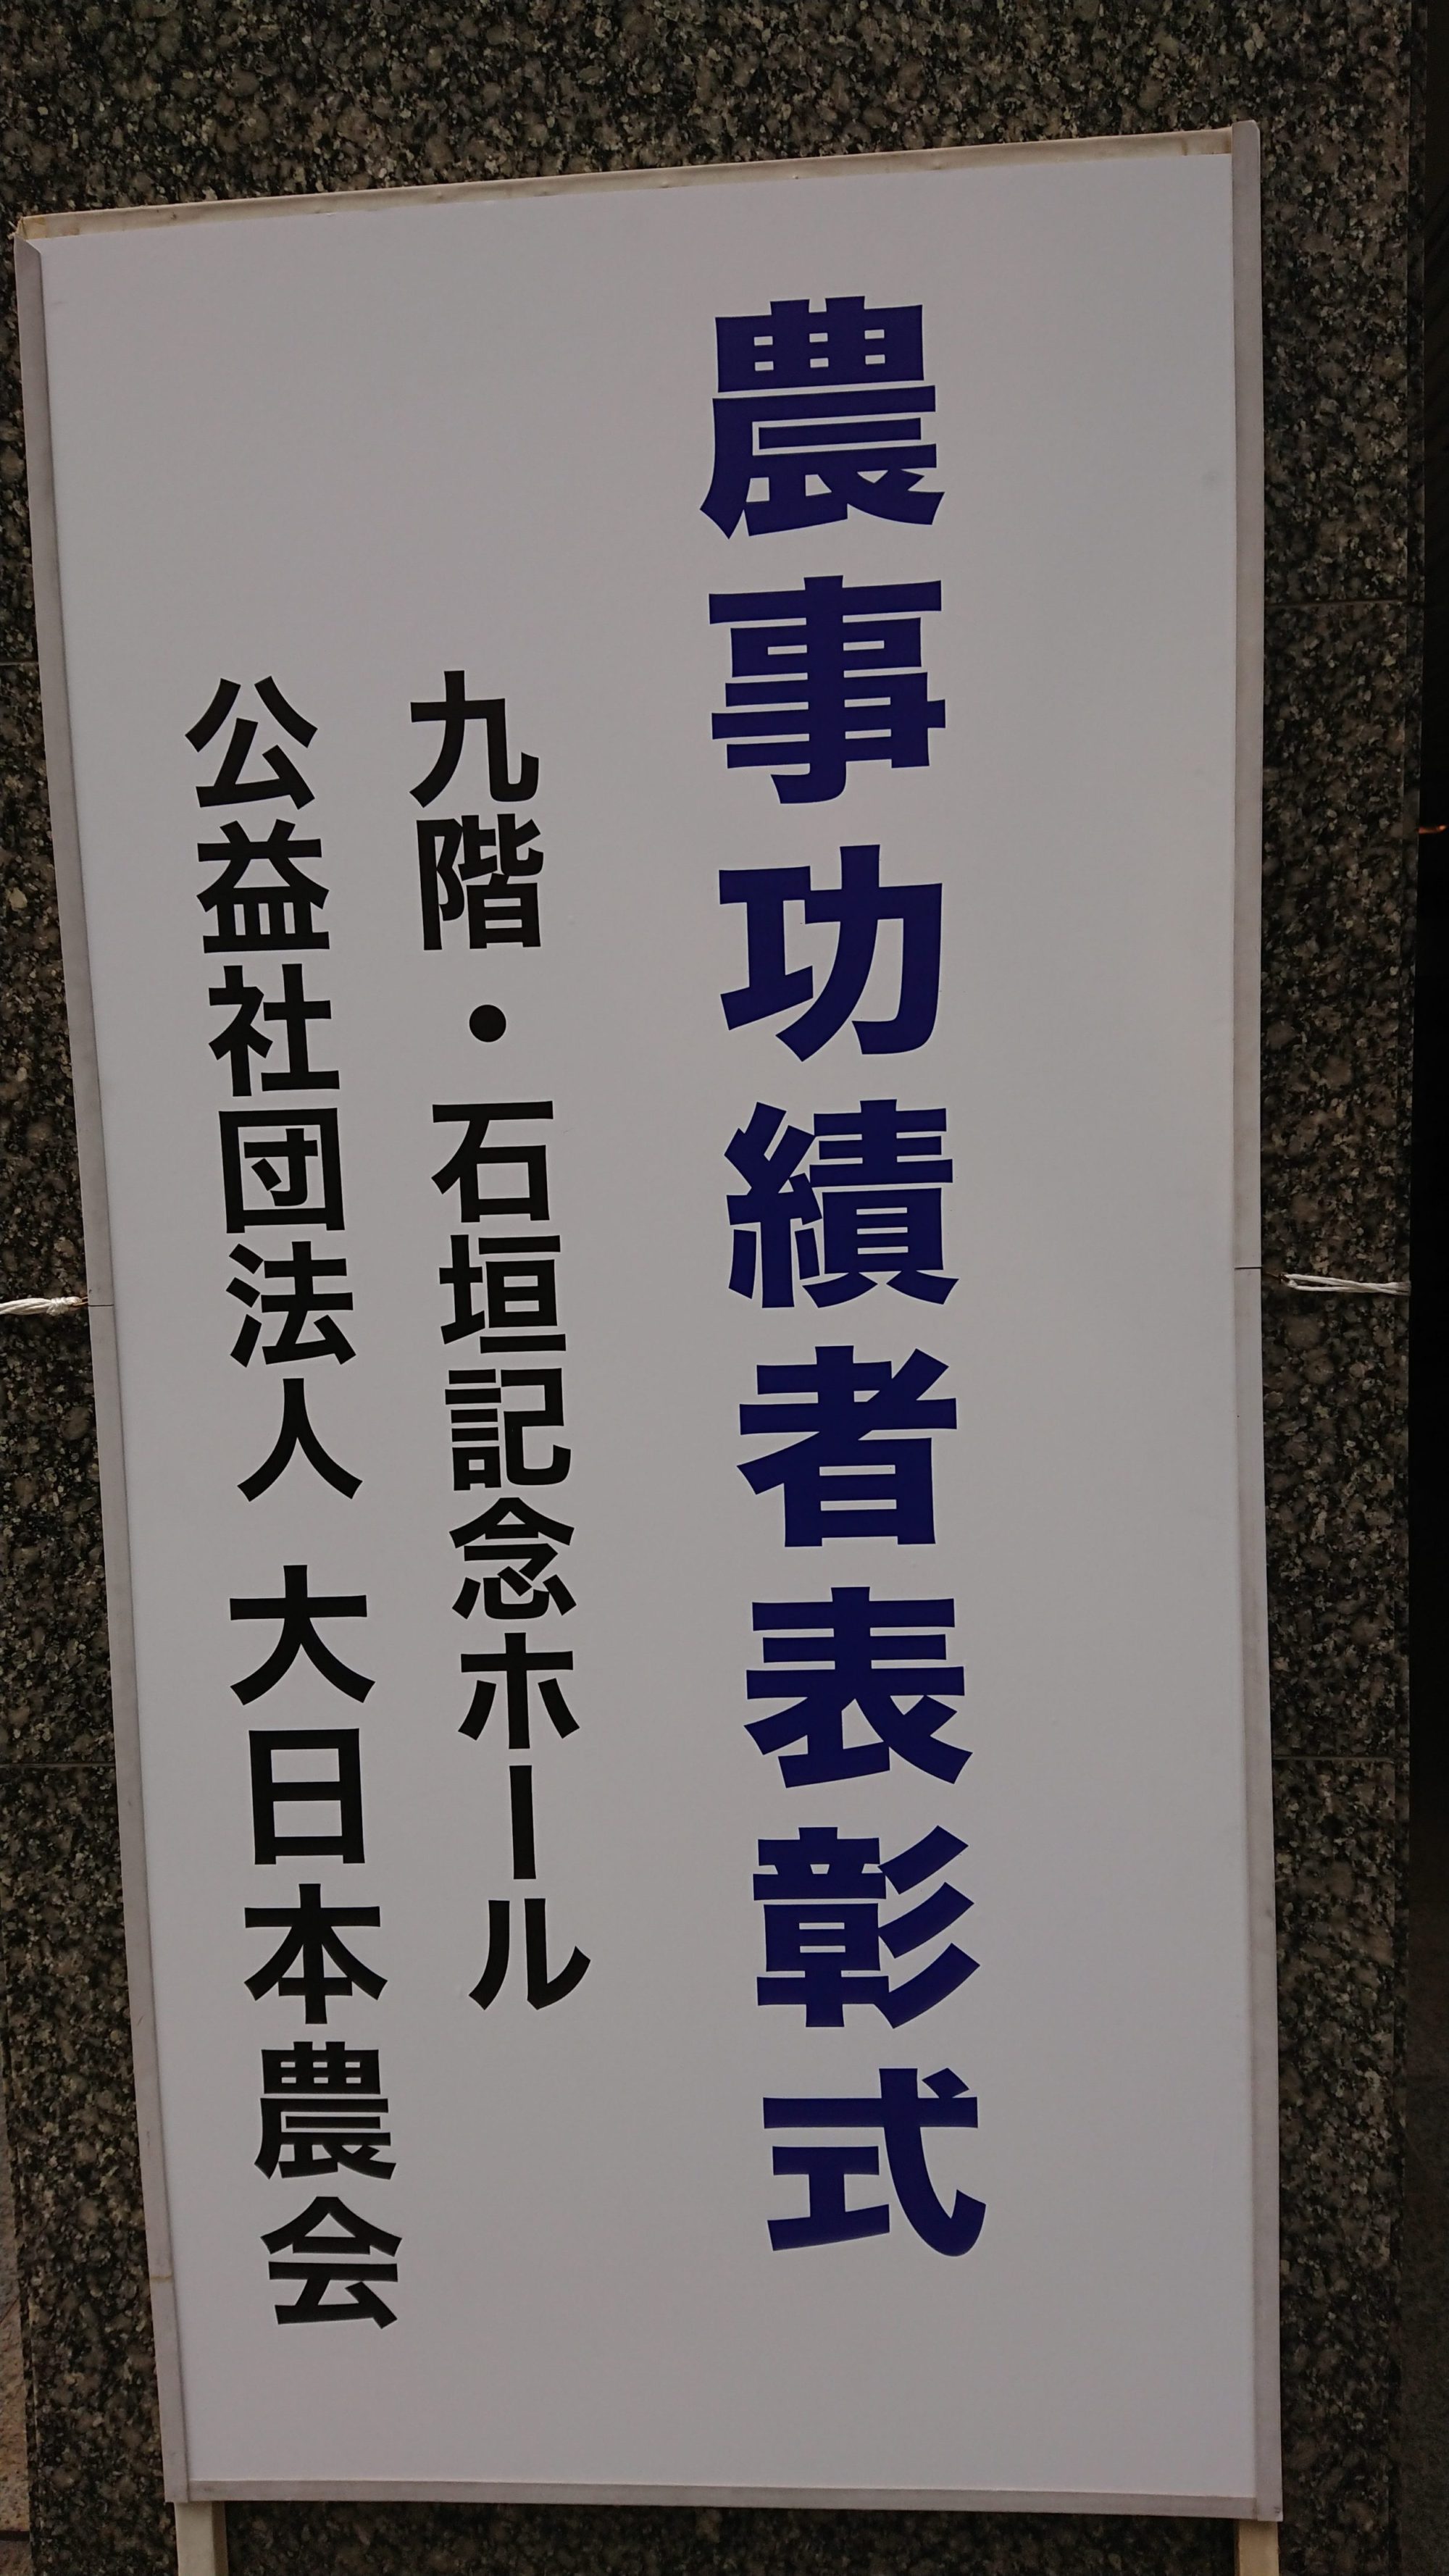 農事功績者表彰式
九階・石垣記念ホール
公益社団法人 大日本農会